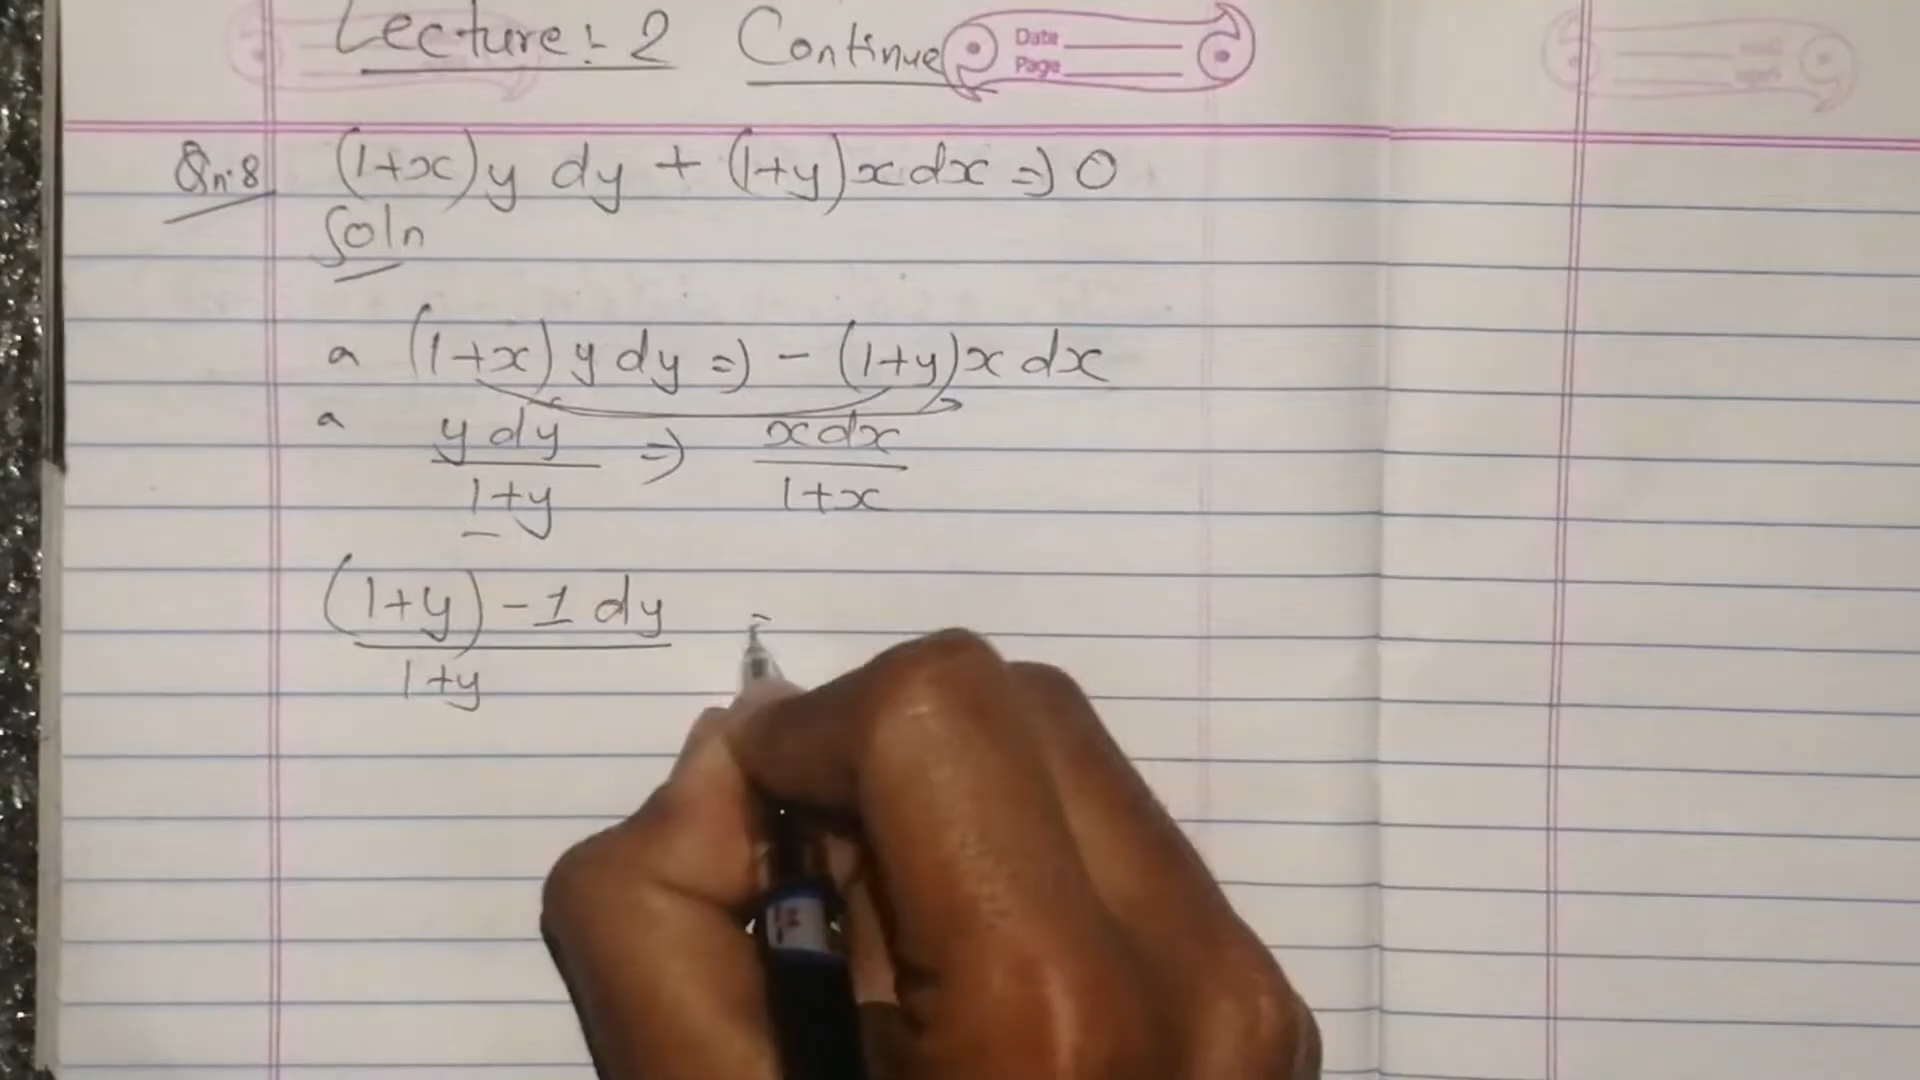 Lecture:- 2 Continue
Date
Page
Qn.8 (1+x)y dy + (1+y)x dx => 0
Soln
a (1+x) y dy => - (1+y)x dx
a y dy / 1+y => x dx / 1+x
(1+y) - 1 dy / 1+y =